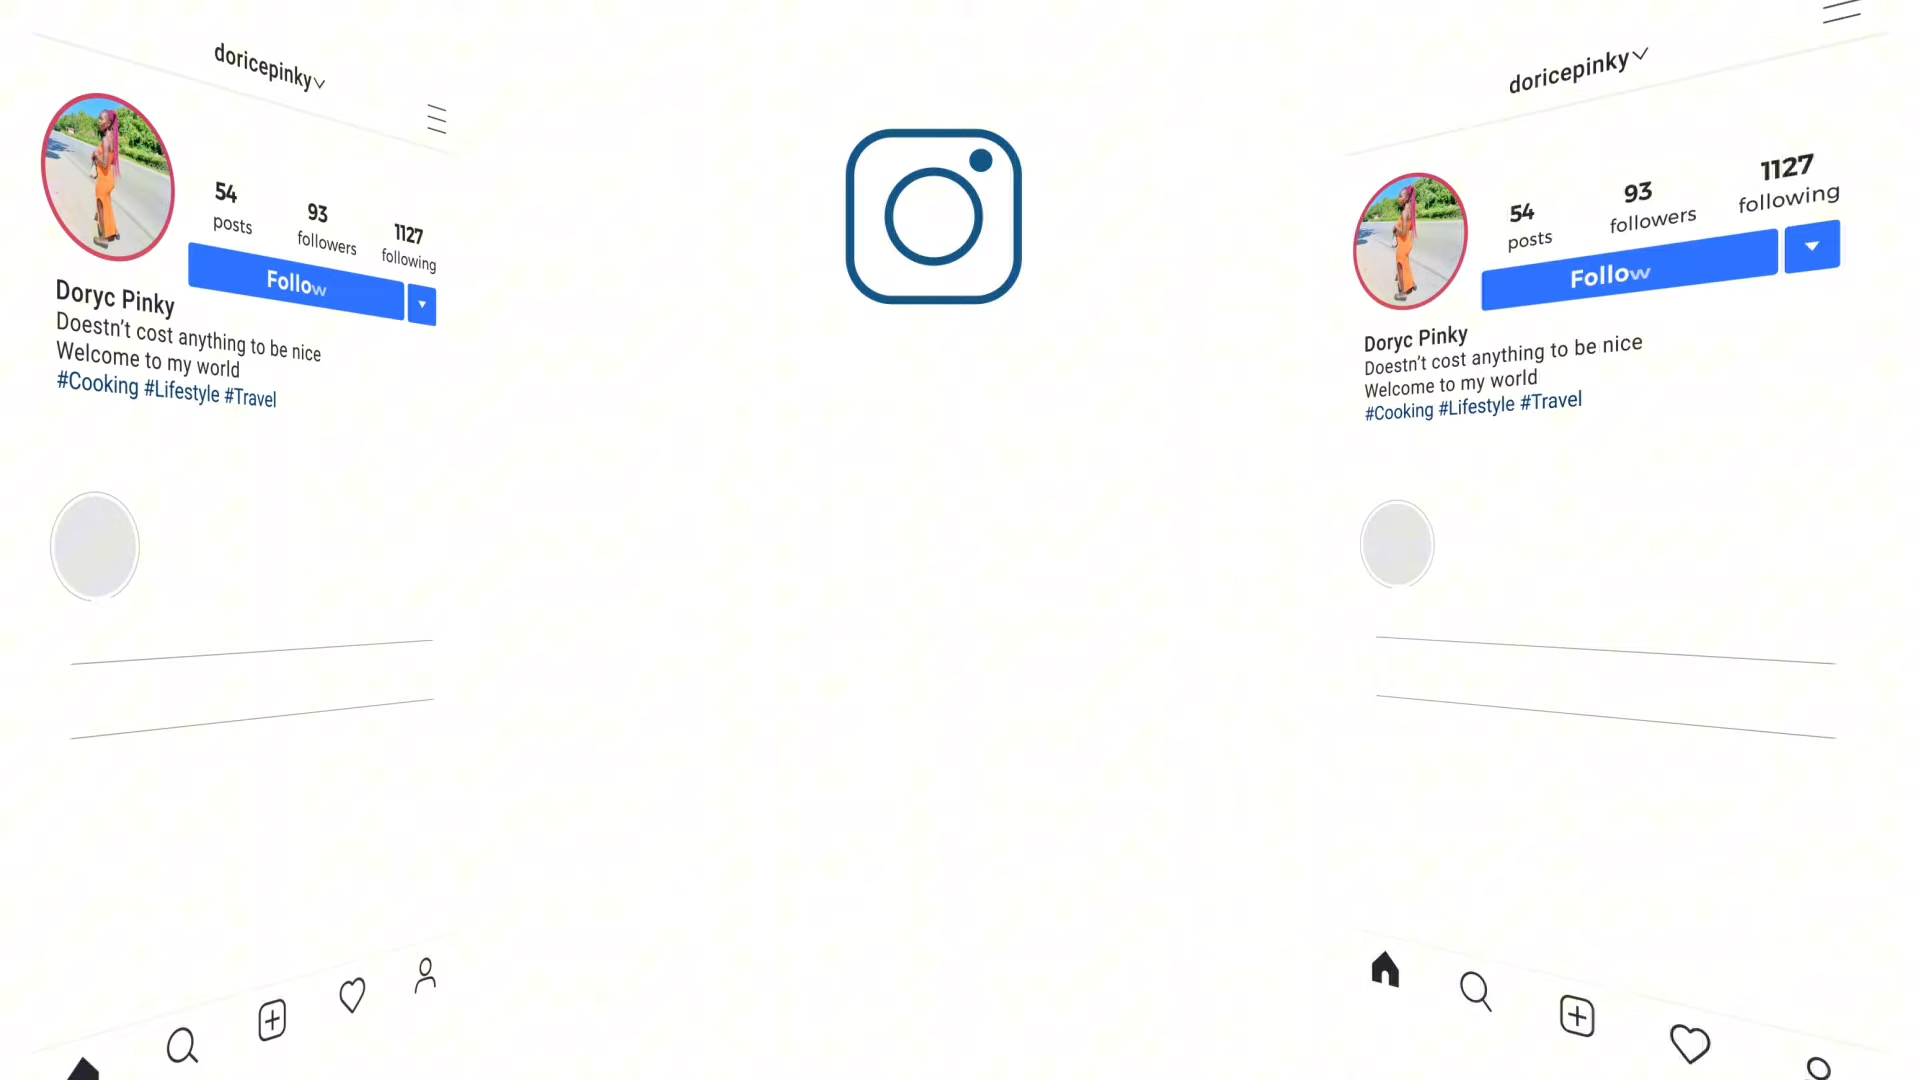 doricepinky
54 93 1127
posts followers following
Follow
Doryc Pinky
Doestn't cost anything to be nice
Welcome to my world
#Cooking #Lifestyle #Travel
doricepinky
54 93 1127
posts followers following
Follow
Doryc Pinky
Doestn't cost anything to be nice
Welcome to my world
#Cooking #Lifestyle #Travel